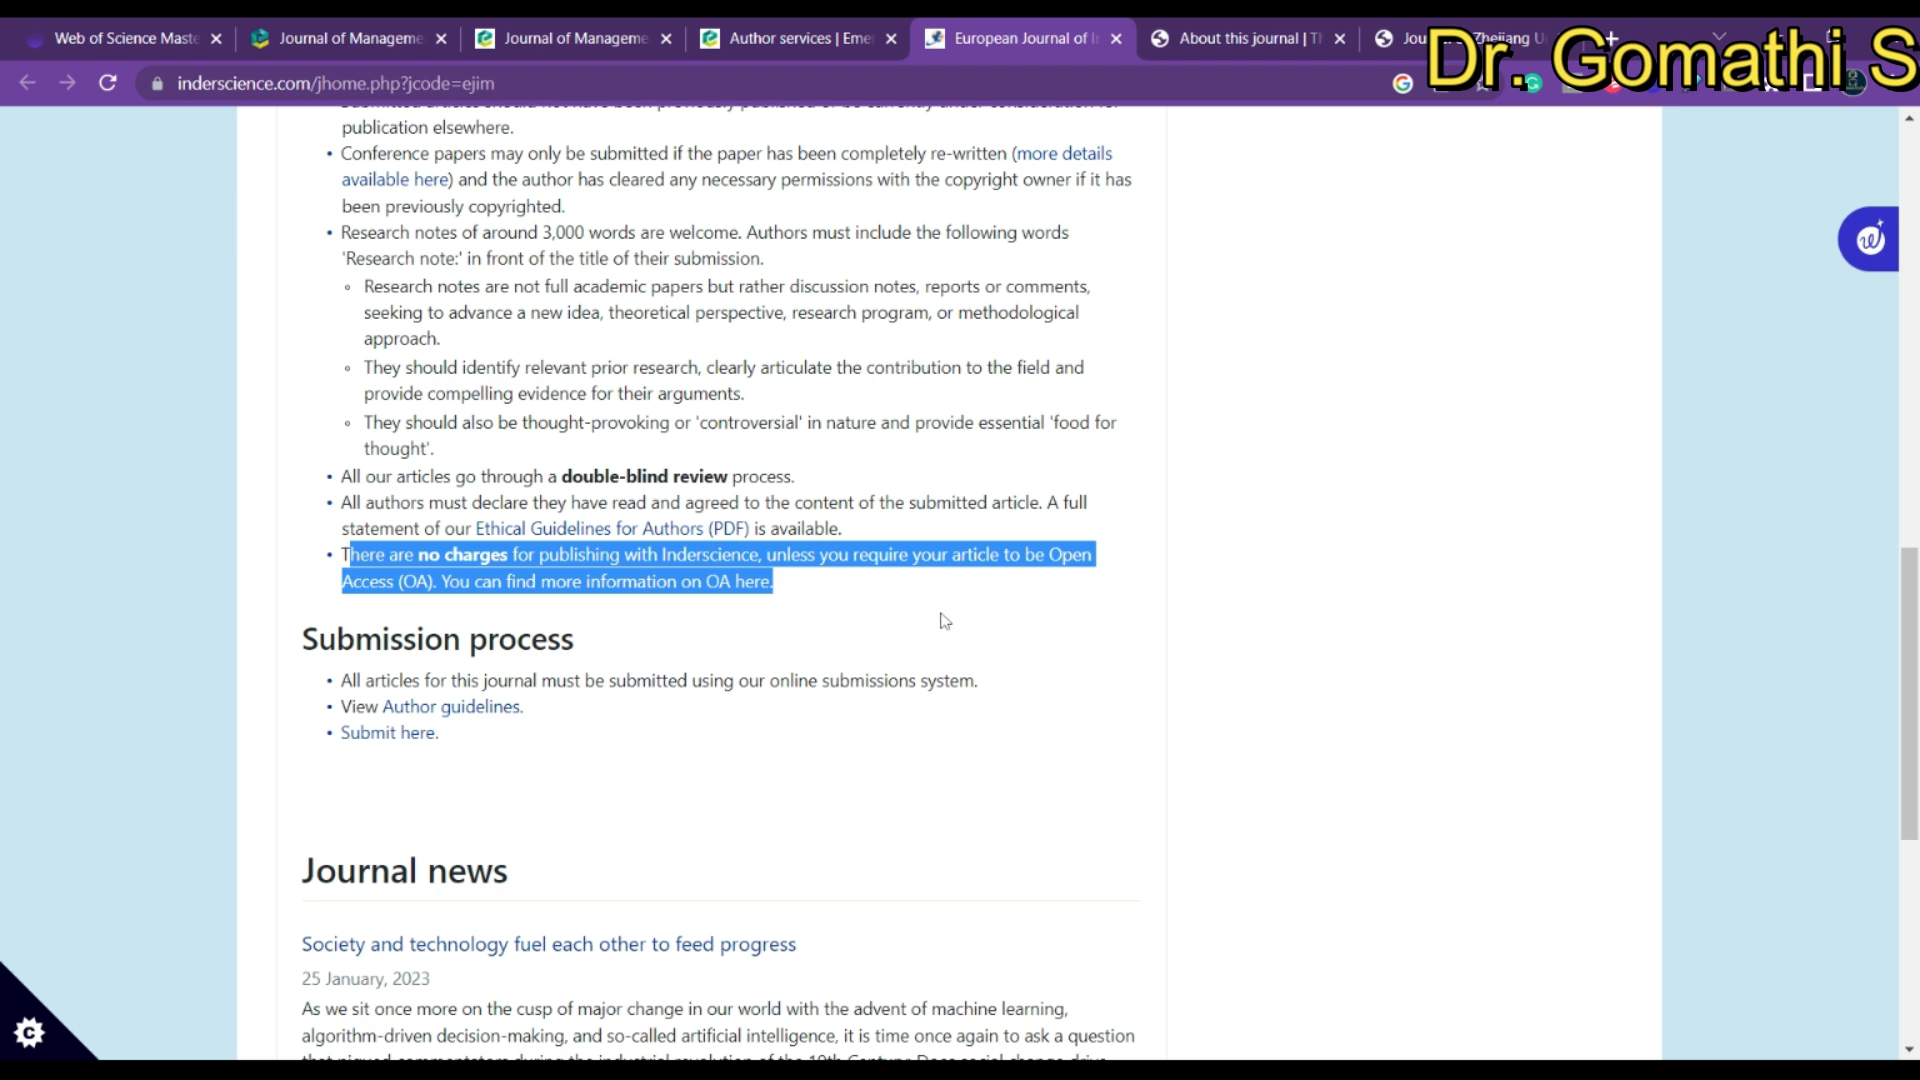 Web of Science Maste
Journal of Manageme
Journal of Manageme
Author services | Eme
European Journal of I
About this journal | T
Jou
Zhejiang U
Dr. Gomathi S
inderscience.com/jhome.php?jcode=ejim
publication elsewhere.
• Conference papers may only be submitted if the paper has been completely re-written (more details
available here) and the author has cleared any necessary permissions with the copyright owner if it has
been previously copyrighted.
• Research notes of around 3,000 words are welcome. Authors must include the following words
'Research note:' in front of the title of their submission.
◦ Research notes are not full academic papers but rather discussion notes, reports or comments,
seeking to advance a new idea, theoretical perspective, research program, or methodological
approach.
◦ They should identify relevant prior research, clearly articulate the contribution to the field and
provide compelling evidence for their arguments.
◦ They should also be thought-provoking or 'controversial' in nature and provide essential 'food for
thought'.
• All our articles go through a double-blind review process.
• All authors must declare they have read and agreed to the content of the submitted article. A full
statement of our Ethical Guidelines for Authors (PDF) is available.
• There are no charges for publishing with Inderscience, unless you require your article to be Open
Access (OA). You can find more information on OA here.
Submission process
• All articles for this journal must be submitted using our online submissions system.
• View Author guidelines.
• Submit here.
Journal news
Society and technology fuel each other to feed progress
25 January, 2023
As we sit once more on the cusp of major change in our world with the advent of machine learning,
algorithm-driven decision-making, and so-called artificial intelligence, it is time once again to ask a question